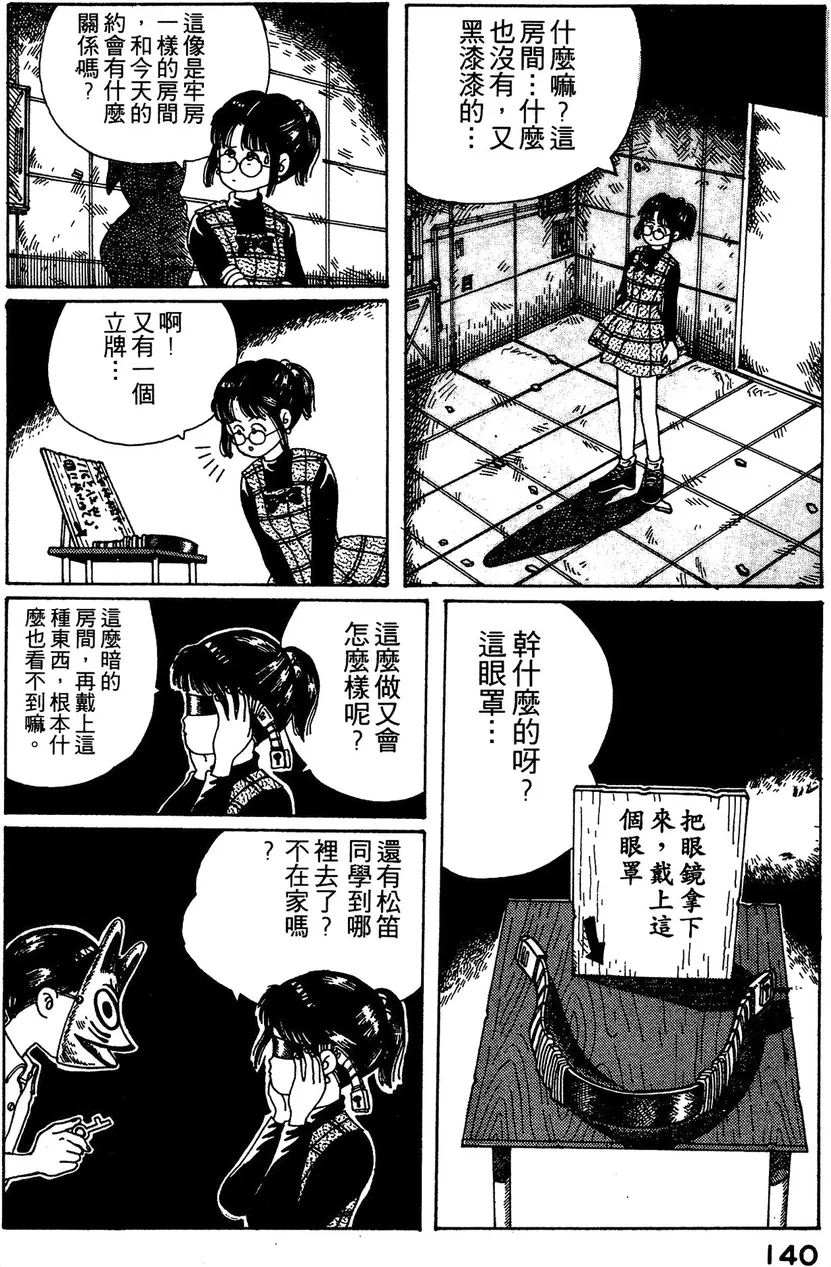 什麼嘛？這
房間…什麼
也沒有，又
黑漆漆的…
這像是牢房
一樣的房間
，和今天的
約會有什麼
關係嗎？
啊！
又有一個
立牌…
幹什麼的呀？
這眼罩…
把眼鏡拿下
來，戴上這
個眼罩
這麼做又會
怎麼樣呢？
這麼暗的
房間，再戴上這
種東西，根本什
麼也看不到嘛。
還有松笛
同學到哪
裡去了？
不在家嗎
？
140